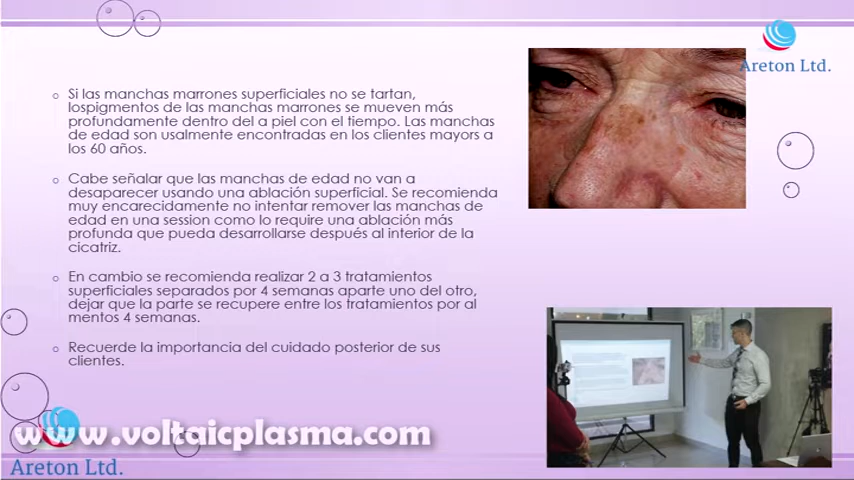 Areton Ltd.
Si las manchas marrones superficiales no se tartan,
lospigmentos de las manchas marrones se mueven más
profundamente dentro del a piel con el tiempo. Las manchas
de edad son usualmente encontradas en los clientes mayors a
los 60 años.
Cabe señalar que las manchas de edad no van a
desaparecer usando una ablación superficial. Se recomienda
muy encarecidamente no intentar remover las manchas de
edad en una session como lo require una ablación más
profunda que pueda desarrollarse después al interior de la
cicatriz.
En cambio se recomienda realizar 2 a 3 tratamientos
superficiales separados por 4 semanas aparte uno del otro,
dejar que la parte se recupere entre los tratamientos por al
mentos 4 semanas.
Recuerde la importancia del cuidado posterior de sus
clientes.
www.voltaicplasma.com
Areton Ltd.